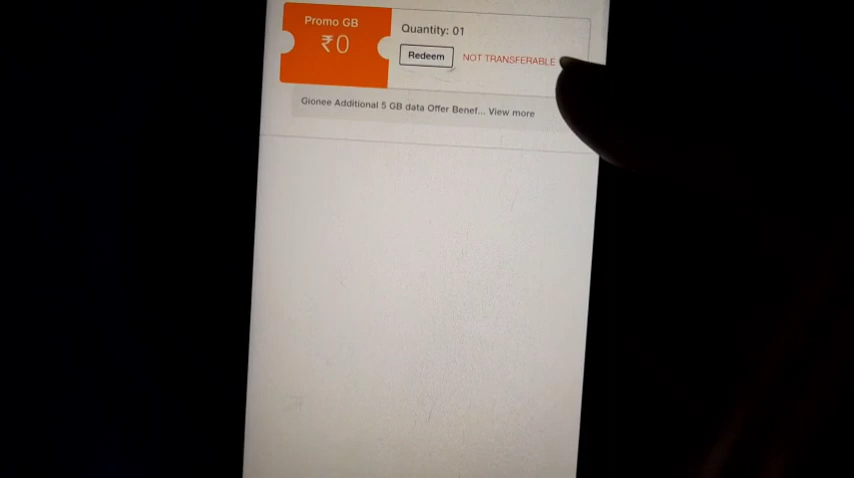 Promo GB
₹0
Quantity: 01
Redeem
NOT TRANSFERABLE
Gionee Additional 5 GB data Offer Benef... View more